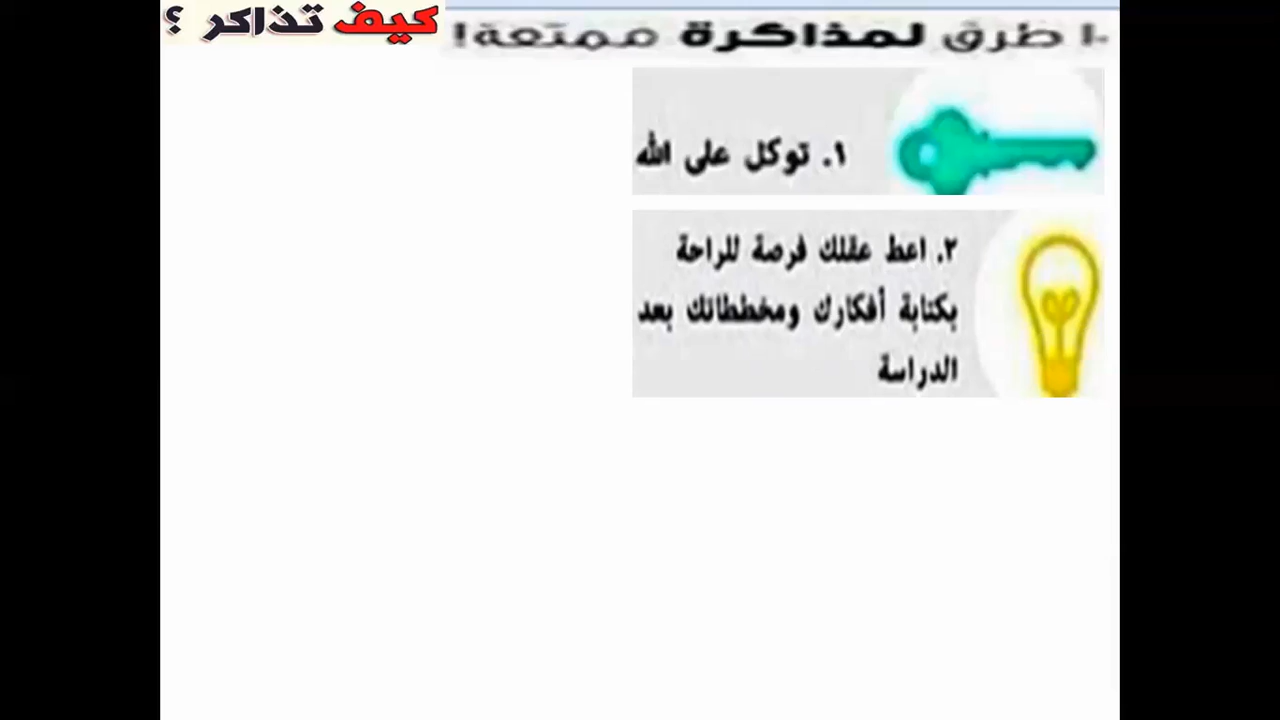 ١٠ طرق لمذاكرة ممتعة!
كيف تذاكر ؟
١. توكل على الله
٢. اعط عقلك فرصة للراحة
بكتابة أفكارك ومخططاتك بعد
الدراسة